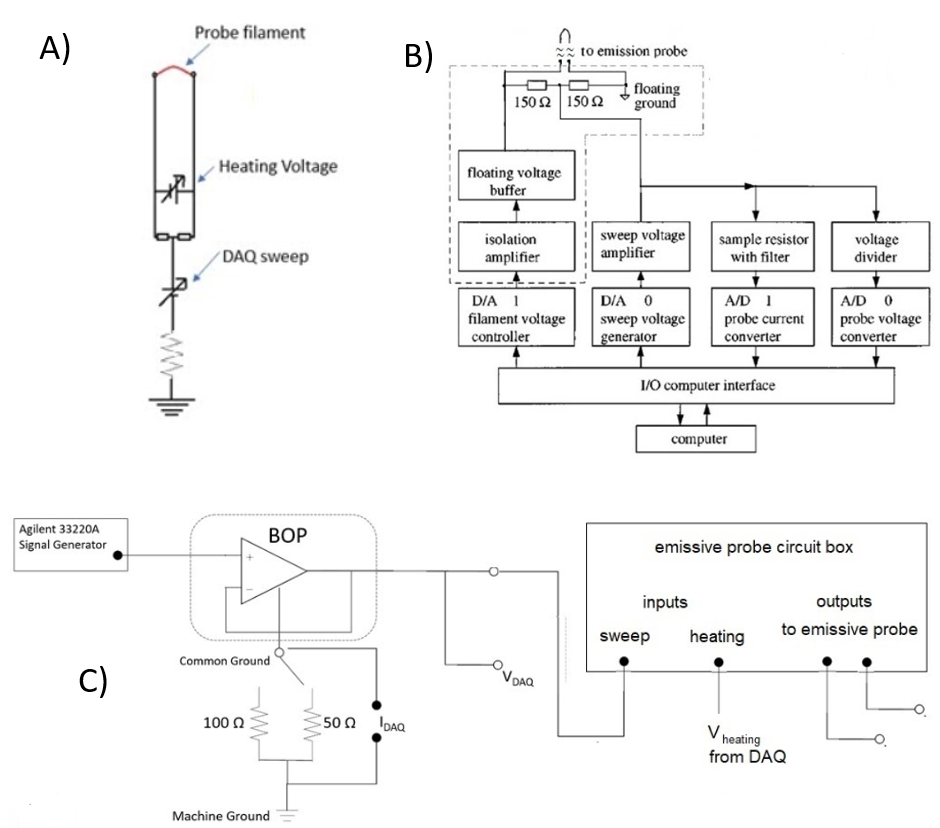 A)
Probe filament
Heating Voltage
DAQ sweep
B)
to emission probe
150 Ω 150 Ω
floating
ground
floating voltage
buffer
isolation
amplifier
sweep voltage
amplifier
sample resistor
with filter
voltage
divider
D/A 1
filament voltage
controller
D/A 0
sweep voltage
generator
A/D 1
probe current
converter
A/D 0
probe voltage
converter
I/O computer interface
computer
C)
Agilent 33220A
Signal Generator
BOP
+
−
Common Ground
100 Ω
50 Ω
IDAQ
Machine Ground
VDAQ
emissive probe circuit box
inputs
outputs
to emissive probe
sweep
heating
V heating
from DAQ